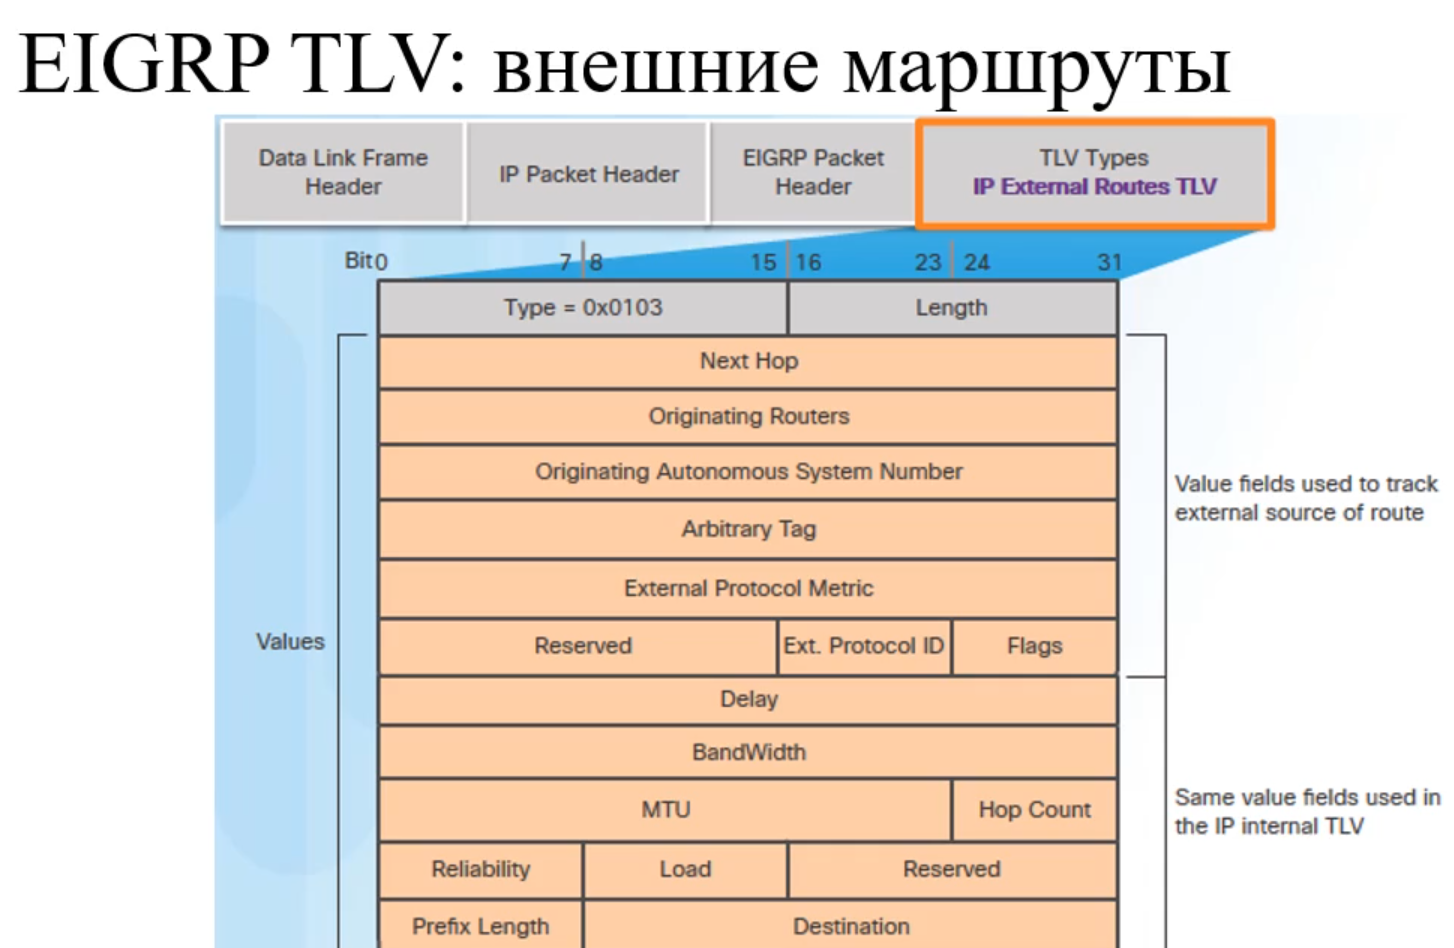 EIGRP TLV: внешние маршруты
Data Link Frame
Header
IP Packet Header
EIGRP Packet
Header
TLV Types
IP External Routes TLV
Bit 0 7 8 15 16 23 24 31
Type = 0x0103 Length
Next Hop
Originating Routers
Originating Autonomous System Number
Arbitrary Tag
External Protocol Metric
Reserved Ext. Protocol ID Flags
Delay
BandWidth
MTU Hop Count
Reliability Load Reserved
Prefix Length Destination
Values
Value fields used to track
external source of route
Same value fields used in
the IP internal TLV